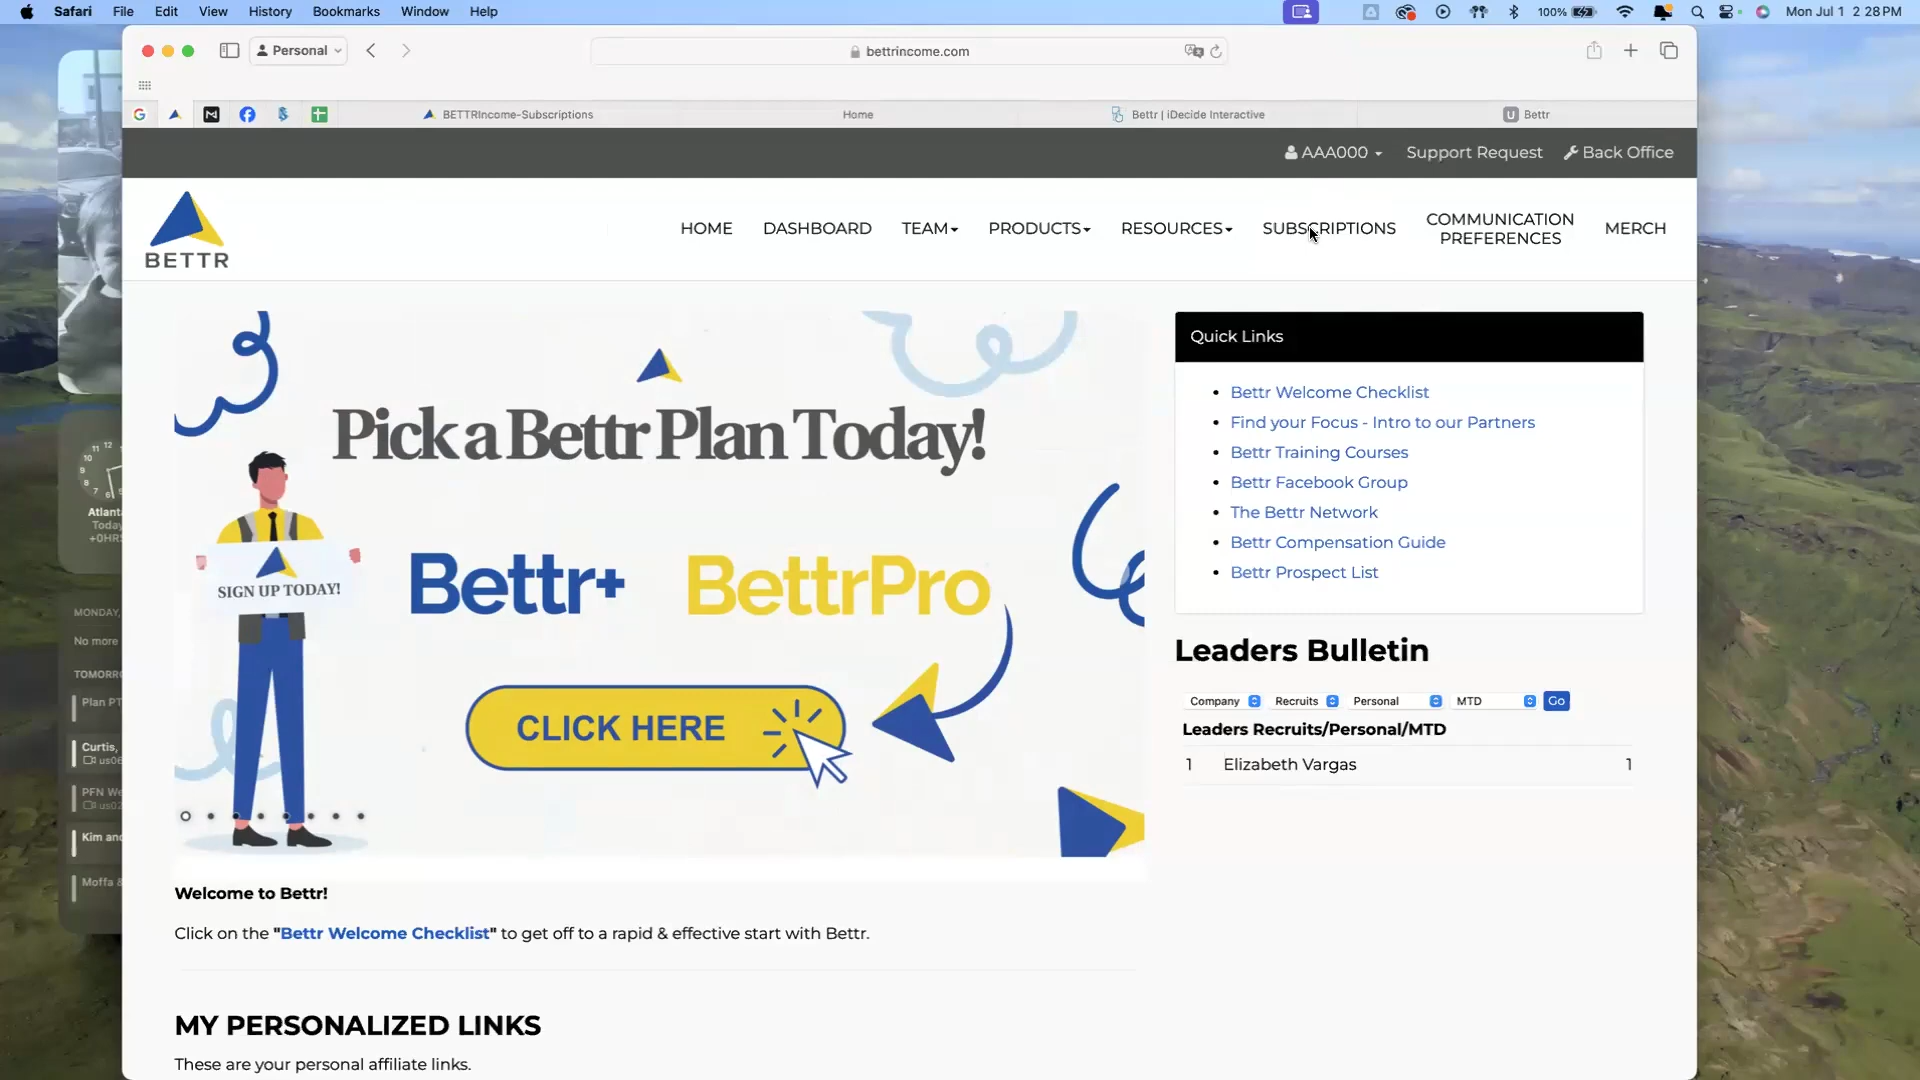 Safari File Edit View History Bookmarks Window Help 100% Mon Jul 1 2 28 PM
Personal bettrincome.com
BETTRIncome-Subscriptions Home Bettr | iDecide Interactive U Bettr
AAA000 Support Request Back Office
BETTR
HOME DASHBOARD TEAM PRODUCTS RESOURCES SUBSCRIPTIONS COMMUNICATION PREFERENCES MERCH
Pick a Bettr Plan Today!
Bettr+ BettrPro
SIGN UP TODAY!
CLICK HERE
Quick Links
Bettr Welcome Checklist
Find your Focus - Intro to our Partners
Bettr Training Courses
Bettr Facebook Group
The Bettr Network
Bettr Compensation Guide
Bettr Prospect List
Leaders Bulletin
Company Recruits Personal MTD Go
Leaders Recruits/Personal/MTD
1 Elizabeth Vargas 1
Welcome to Bettr!
Click on the "Bettr Welcome Checklist" to get off to a rapid & effective start with Bettr.
MY PERSONALIZED LINKS
These are your personal affiliate links.
Atlant
Today
+0HR
MONDAY,
No more
TOMORR
Plan PT
Curtis,
us06
PFN We
us02
Kim and
Moffa &